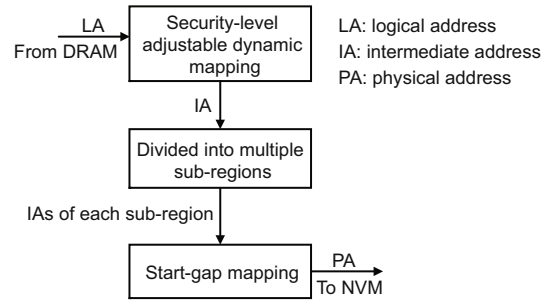 LA
From DRAM
Security-level
adjustable dynamic
mapping
LA: logical address
IA: intermediate address
PA: physical address
IA
Divided into multiple
sub-regions
IAs of each sub-region
Start-gap mapping
PA
To NVM